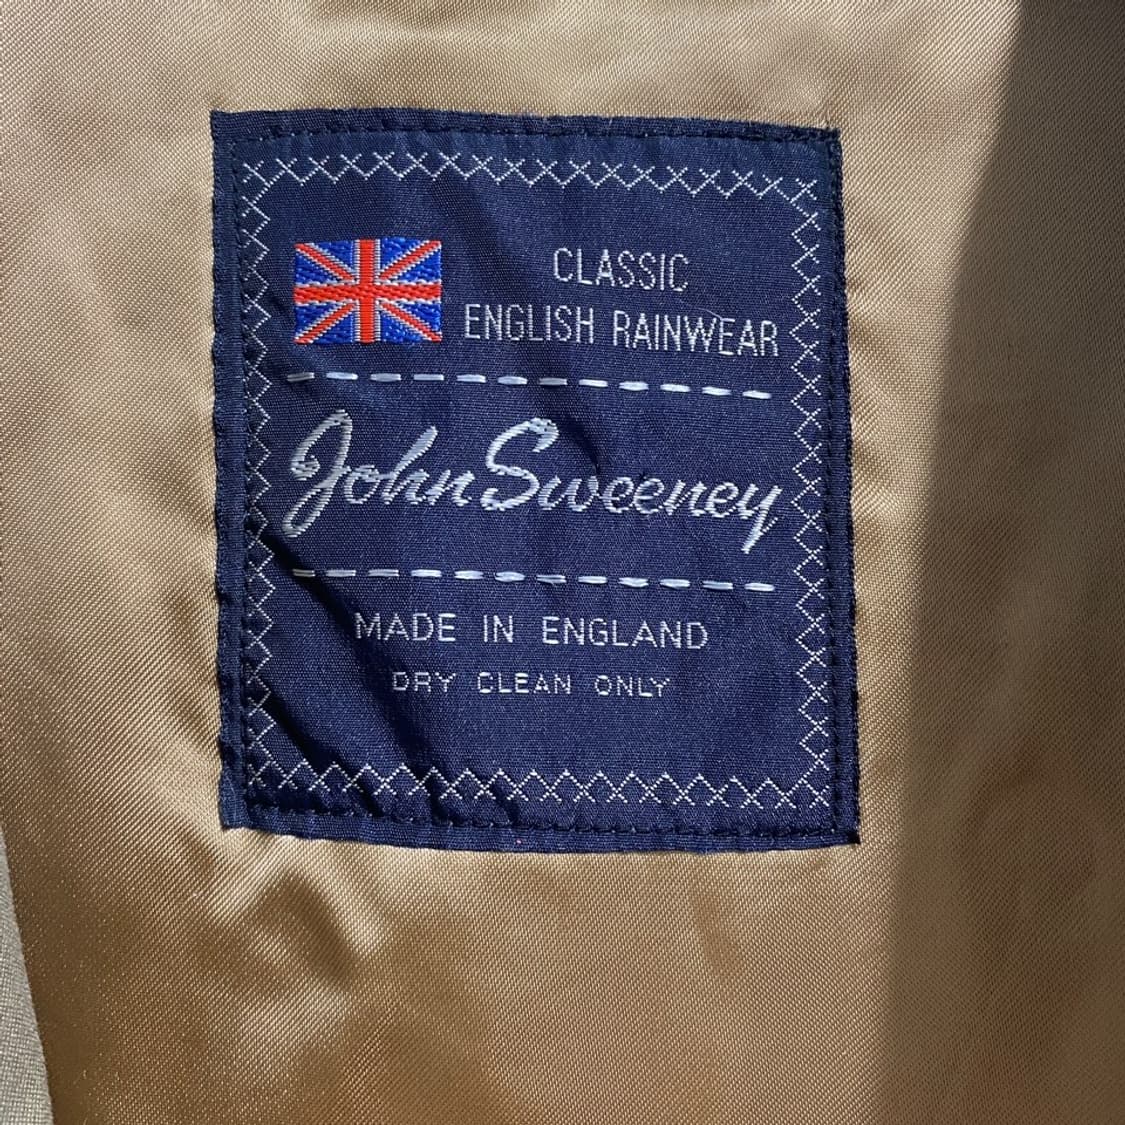 CLASSIC
ENGLISH RAINWEAR
John Sweeney
MADE IN ENGLAND
DRY CLEAN ONLY